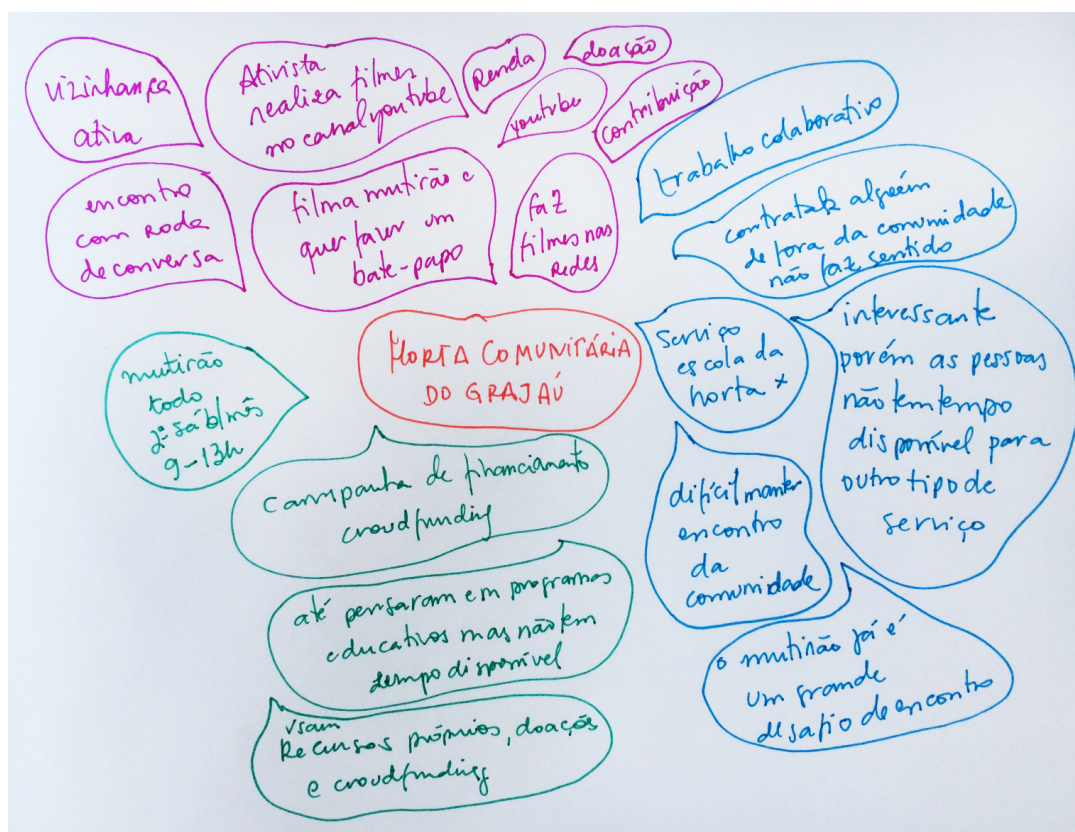 vizinhança
ativa
Ativista
realiza filmes
no canal youtube
Renda
doação
youtube
contribuição
trabalho colaborativo
encontro
com roda
de conversa
filma mutirão e
quer fazer um
bate-papo
faz
filmes nas
redes
contratar alguém
de fora da comunidade
não faz sentido
HORTA COMUNITÁRIA
DO GRAJAÚ
mutirão
todo
2º sáb/mês
9-13h
serviço
escola da
horta x
interessante
porém as pessoas
não tem tempo
disponível para
outro tipo de
serviço
campanha de financiamento
crowdfunding
difícil manter
encontro
da
comunidade
até pensaram em programas
educativos mas não tem
tempo disponível
o mutirão já é
um grande
desafio de encontro
usam
Recursos próprios, doações
e crowdfunding